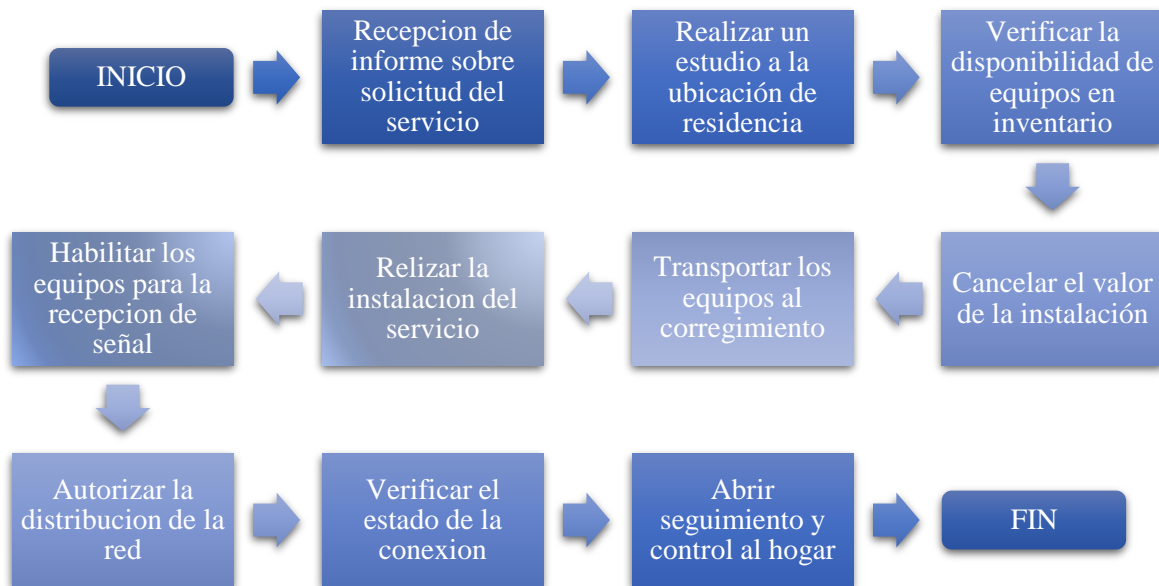 INICIO
Recepcion de
informe sobre
solicitud del
servicio
Realizar un
estudio a la
ubicación de
residencia
Verificar la
disponibilidad de
equipos en
inventario
Cancelar el valor
de la instalación
Transportar los
equipos al
corregimiento
Relizar la
instalacion del
servicio
Habilitar los
equipos para la
recepcion de
señal
Autorizar la
distribucion de la
red
Verificar el
estado de la
conexion
Abrir
seguimiento y
control al hogar
FIN